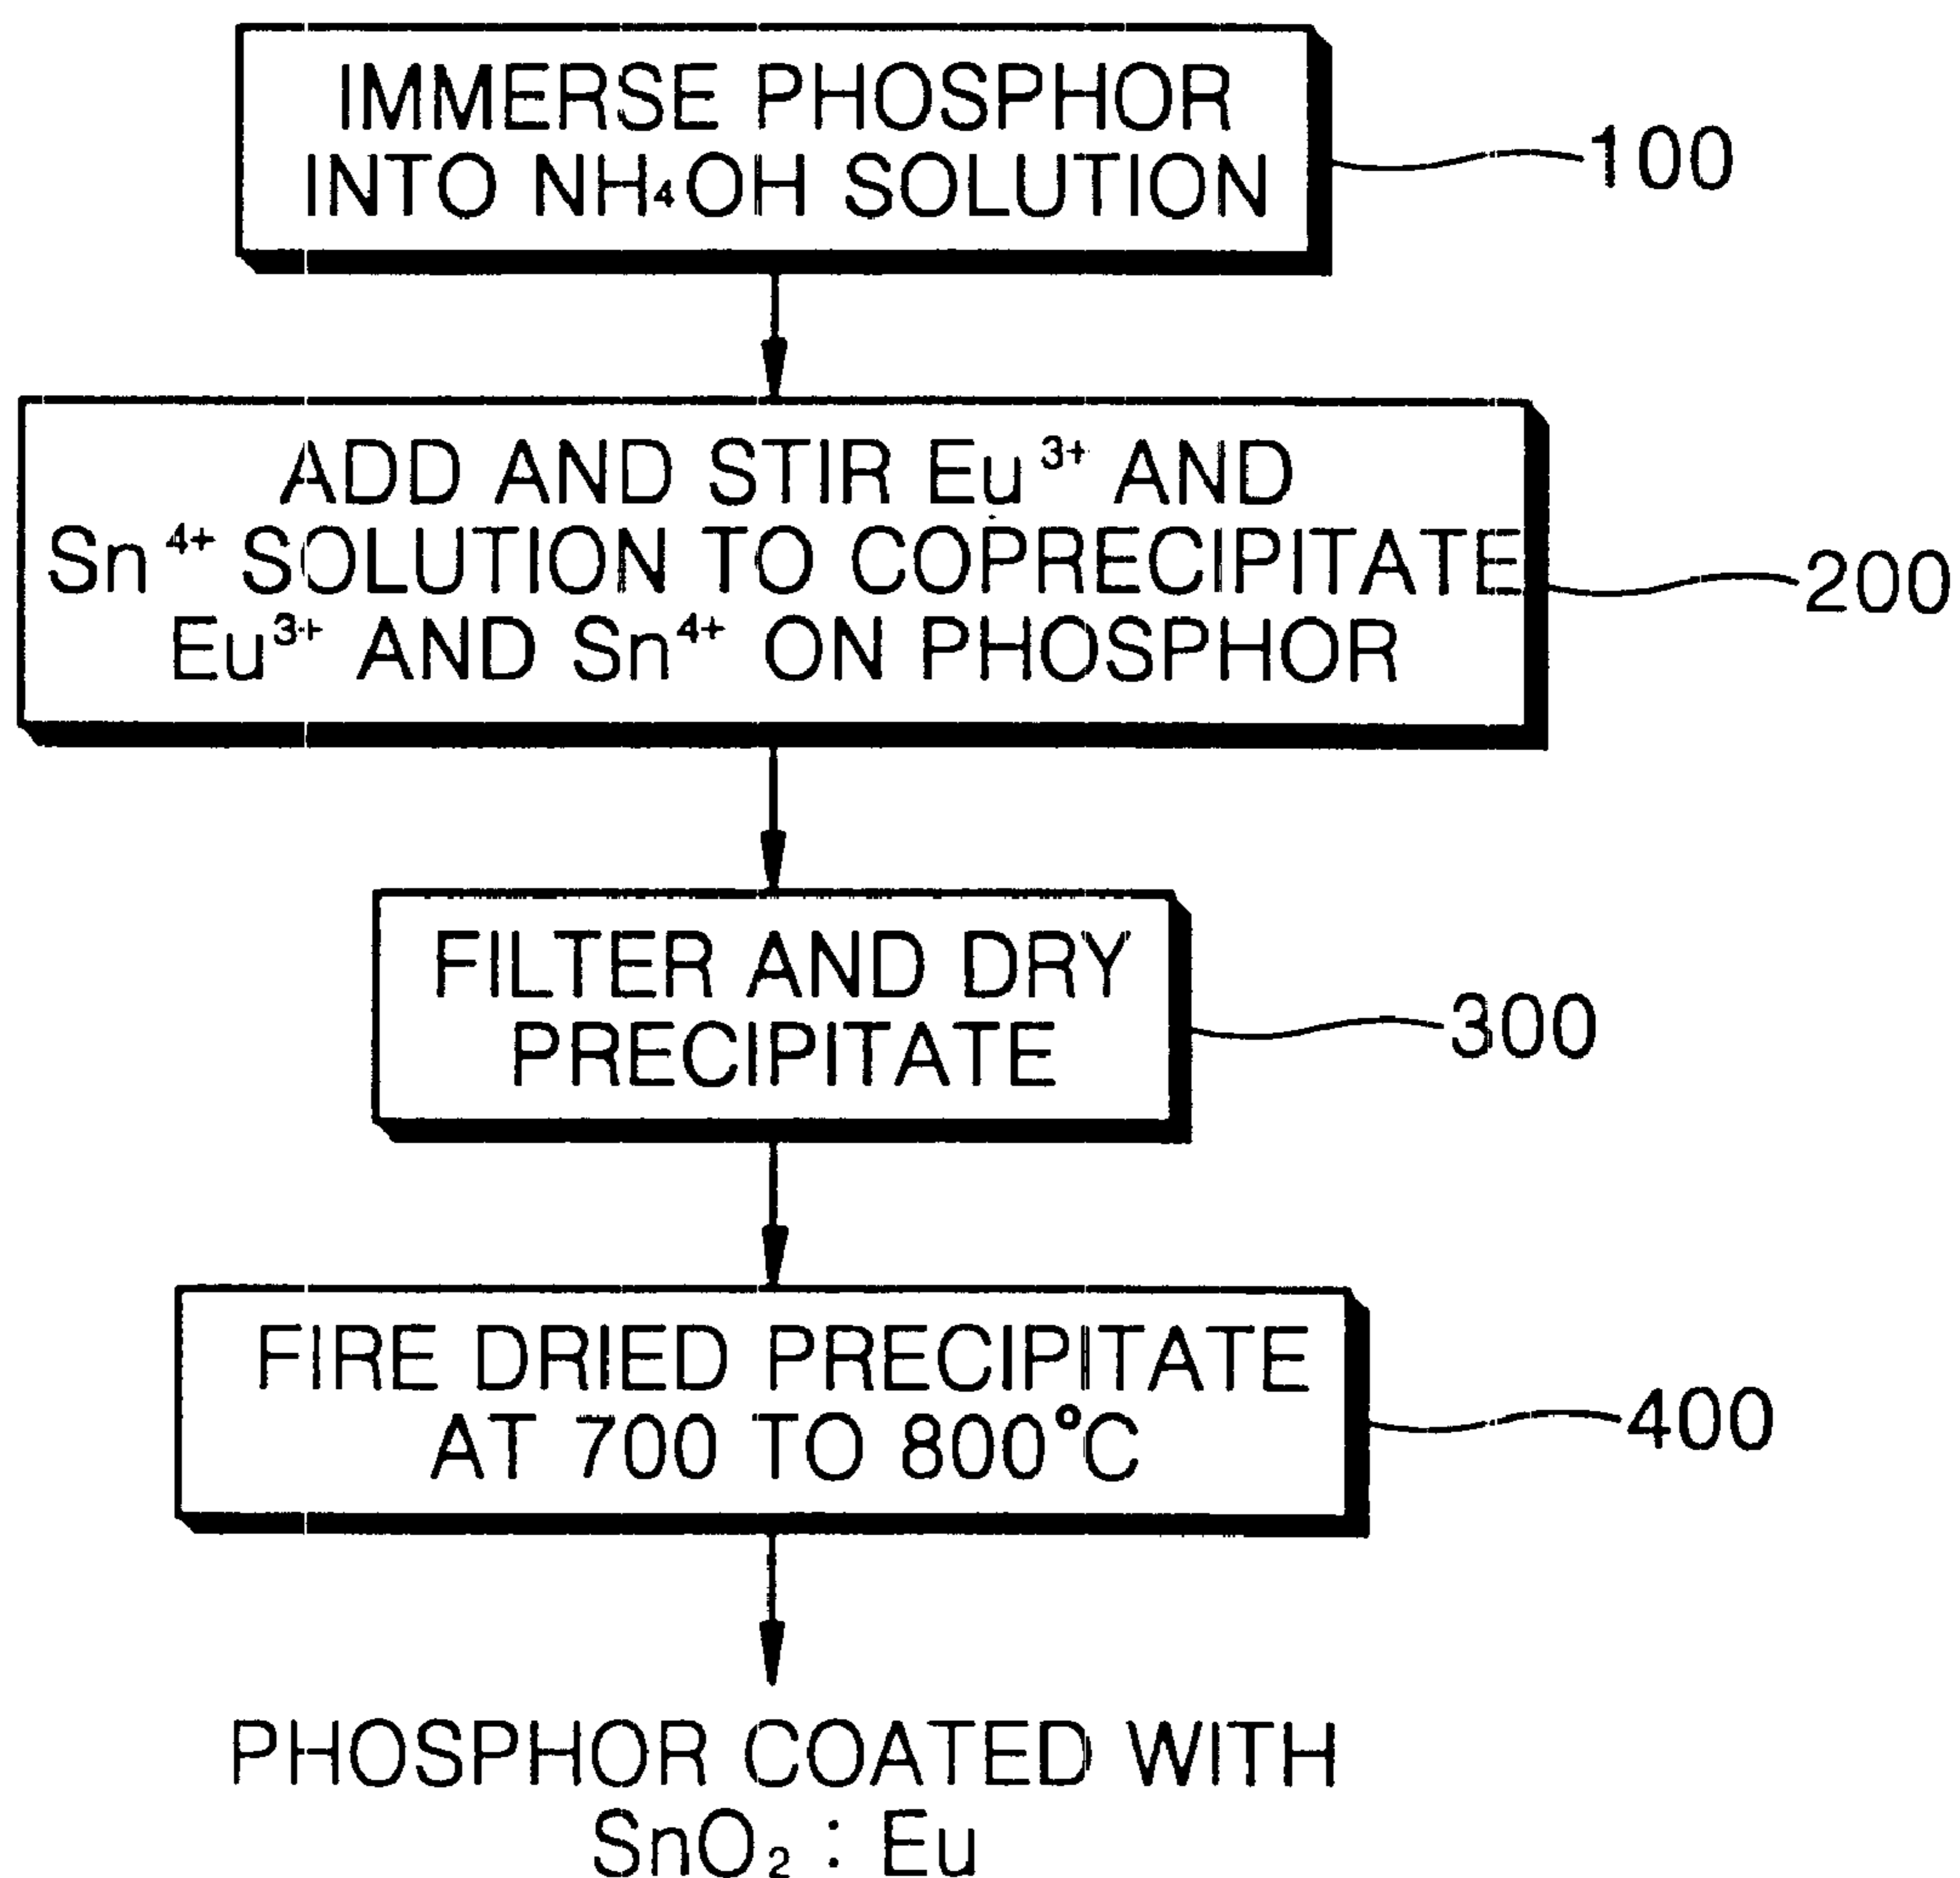 IMMERSE PHOSPHOR
INTO NH₄OH SOLUTION
100
ADD AND STIR Eu³⁺ AND
Sn⁴⁺ SOLUTION TO COPRECIPITATE
Eu³⁺ AND Sn⁴⁺ ON PHOSPHOR
200
FILTER AND DRY
PRECIPITATE
300
FIRE DRIED PRECIPITATE
AT 700 TO 800°C
400
PHOSPHOR COATED WITH
SnO₂ : Eu